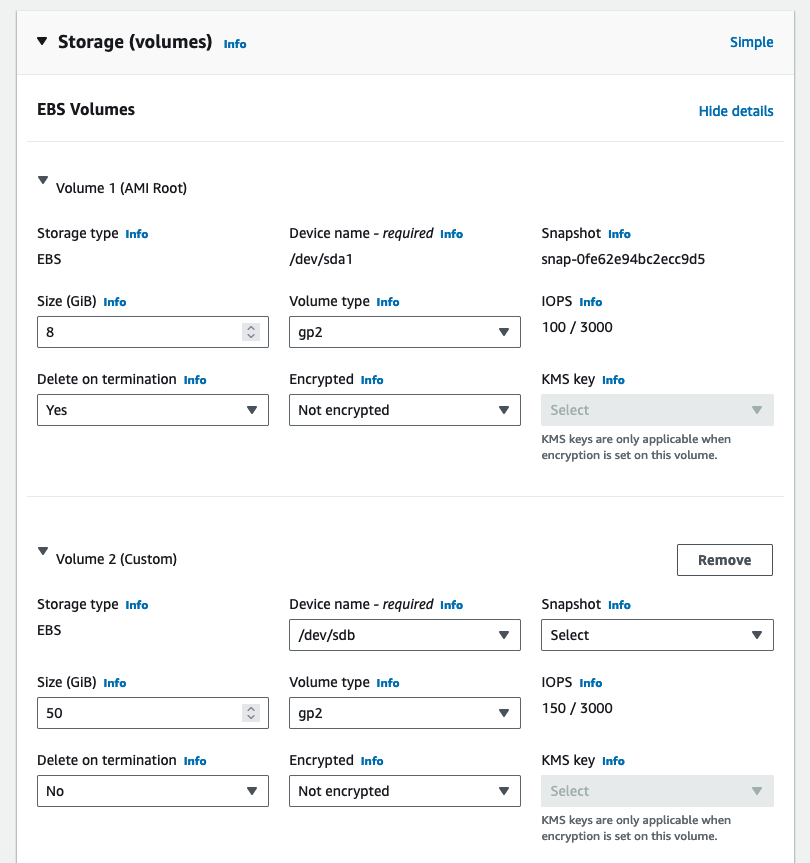 Storage (volumes) Info Simple
EBS Volumes Hide details
Volume 1 (AMI Root)
Storage type Info Device name - required Info Snapshot Info
EBS /dev/sda1 snap-0fe62e94bc2ecc9d5
Size (GiB) Info Volume type Info IOPS Info
8 gp2 100 / 3000
Delete on termination Info Encrypted Info KMS key Info
Yes Not encrypted Select
KMS keys are only applicable when
encryption is set on this volume.
Volume 2 (Custom) Remove
Storage type Info Device name - required Info Snapshot Info
EBS /dev/sdb Select
Size (GiB) Info Volume type Info IOPS Info
50 gp2 150 / 3000
Delete on termination Info Encrypted Info KMS key Info
No Not encrypted Select
KMS keys are only applicable when
encryption is set on this volume.